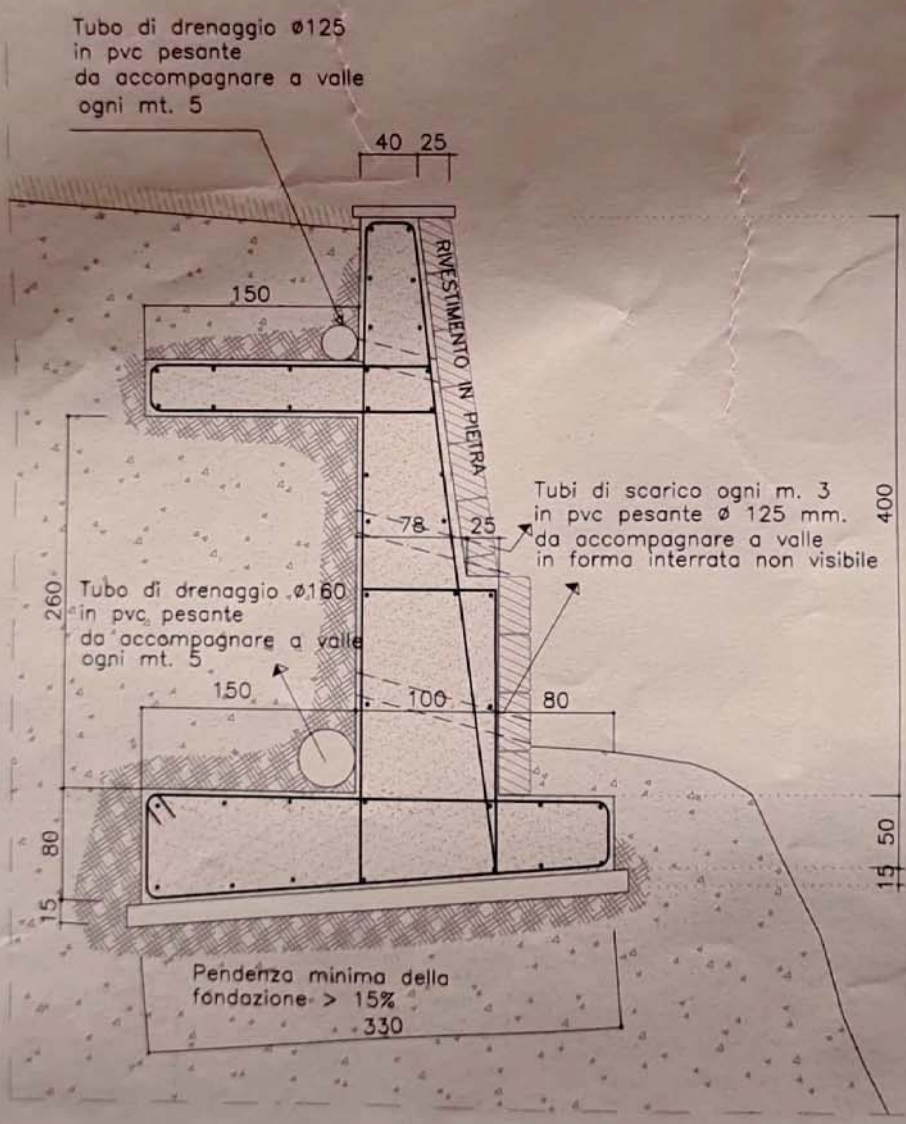 Tubo di drenaggio ø125
in pvc pesante
da accompagnare a valle
ogni mt. 5
40 25
150
RIVESTIMENTO IN PIETRA
400
Tubi di scarico ogni m. 3
in pvc pesante ø 125 mm.
da accompagnare a valle
in forma interrata non visibile
78 25
260
Tubo di drenaggio ø160
in pvc pesante
da accompagnare a valle
ogni mt. 5
150 100 80
80
15
50
15
Pendenza minima della
fondazione > 15%
330